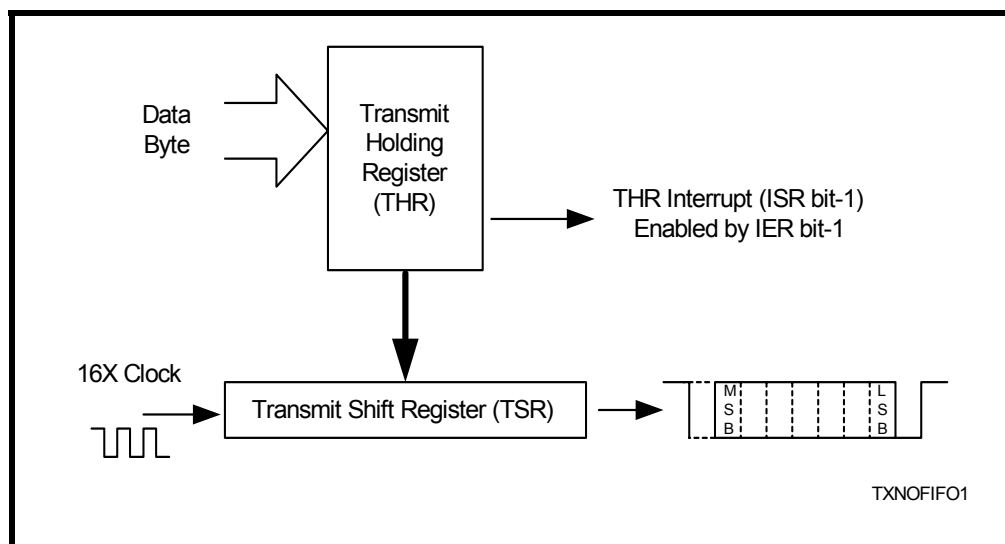 Data
Byte
Transmit
Holding
Register
(THR)
THR Interrupt (ISR bit-1)
Enabled by IER bit-1
16X Clock
Transmit Shift Register (TSR)
M
S
B
L
S
B
TXNOFIFO1